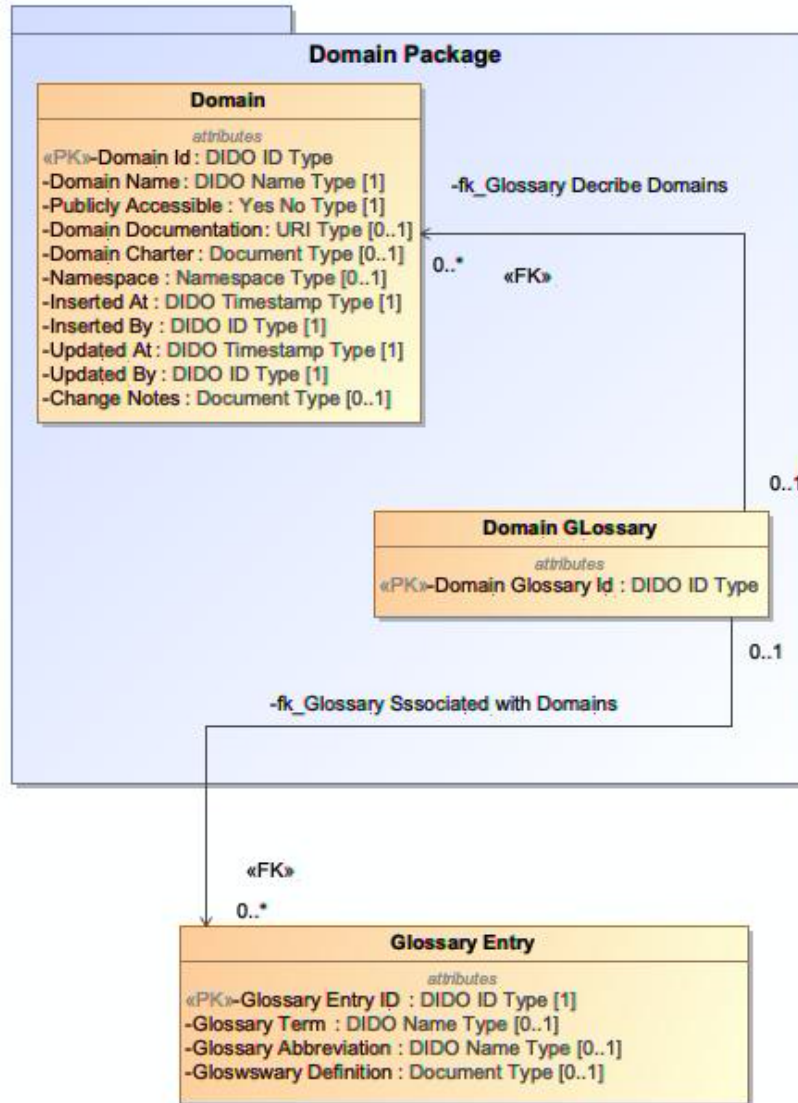 Domain Package
Domain
attributes
«PK»-Domain Id : DIDO ID Type
-Domain Name : DIDO Name Type [1]
-Publicly Accessible : Yes No Type [1]
-Domain Documentation: URI Type [0..1]
-Domain Charter : Document Type [0..1]
-Namespace : Namespace Type [0..1]
-Inserted At : DIDO Timestamp Type [1]
-Inserted By : DIDO ID Type [1]
-Updated At : DIDO Timestamp Type [1]
-Updated By : DIDO ID Type [1]
-Change Notes : Document Type [0..1]
-fk_Glossary Decribe Domains
0..*
«FK»
0..1
Domain GLossary
attributes
«PK»-Domain Glossary Id : DIDO ID Type
0..1
-fk_Glossary Sssociated with Domains
«FK»
0..*
Glossary Entry
attributes
«PK»-Glossary Entry ID : DIDO ID Type [1]
-Glossary Term : DIDO Name Type [0..1]
-Glossary Abbreviation : DIDO Name Type [0..1]
-Gloswswary Definition : Document Type [0..1]